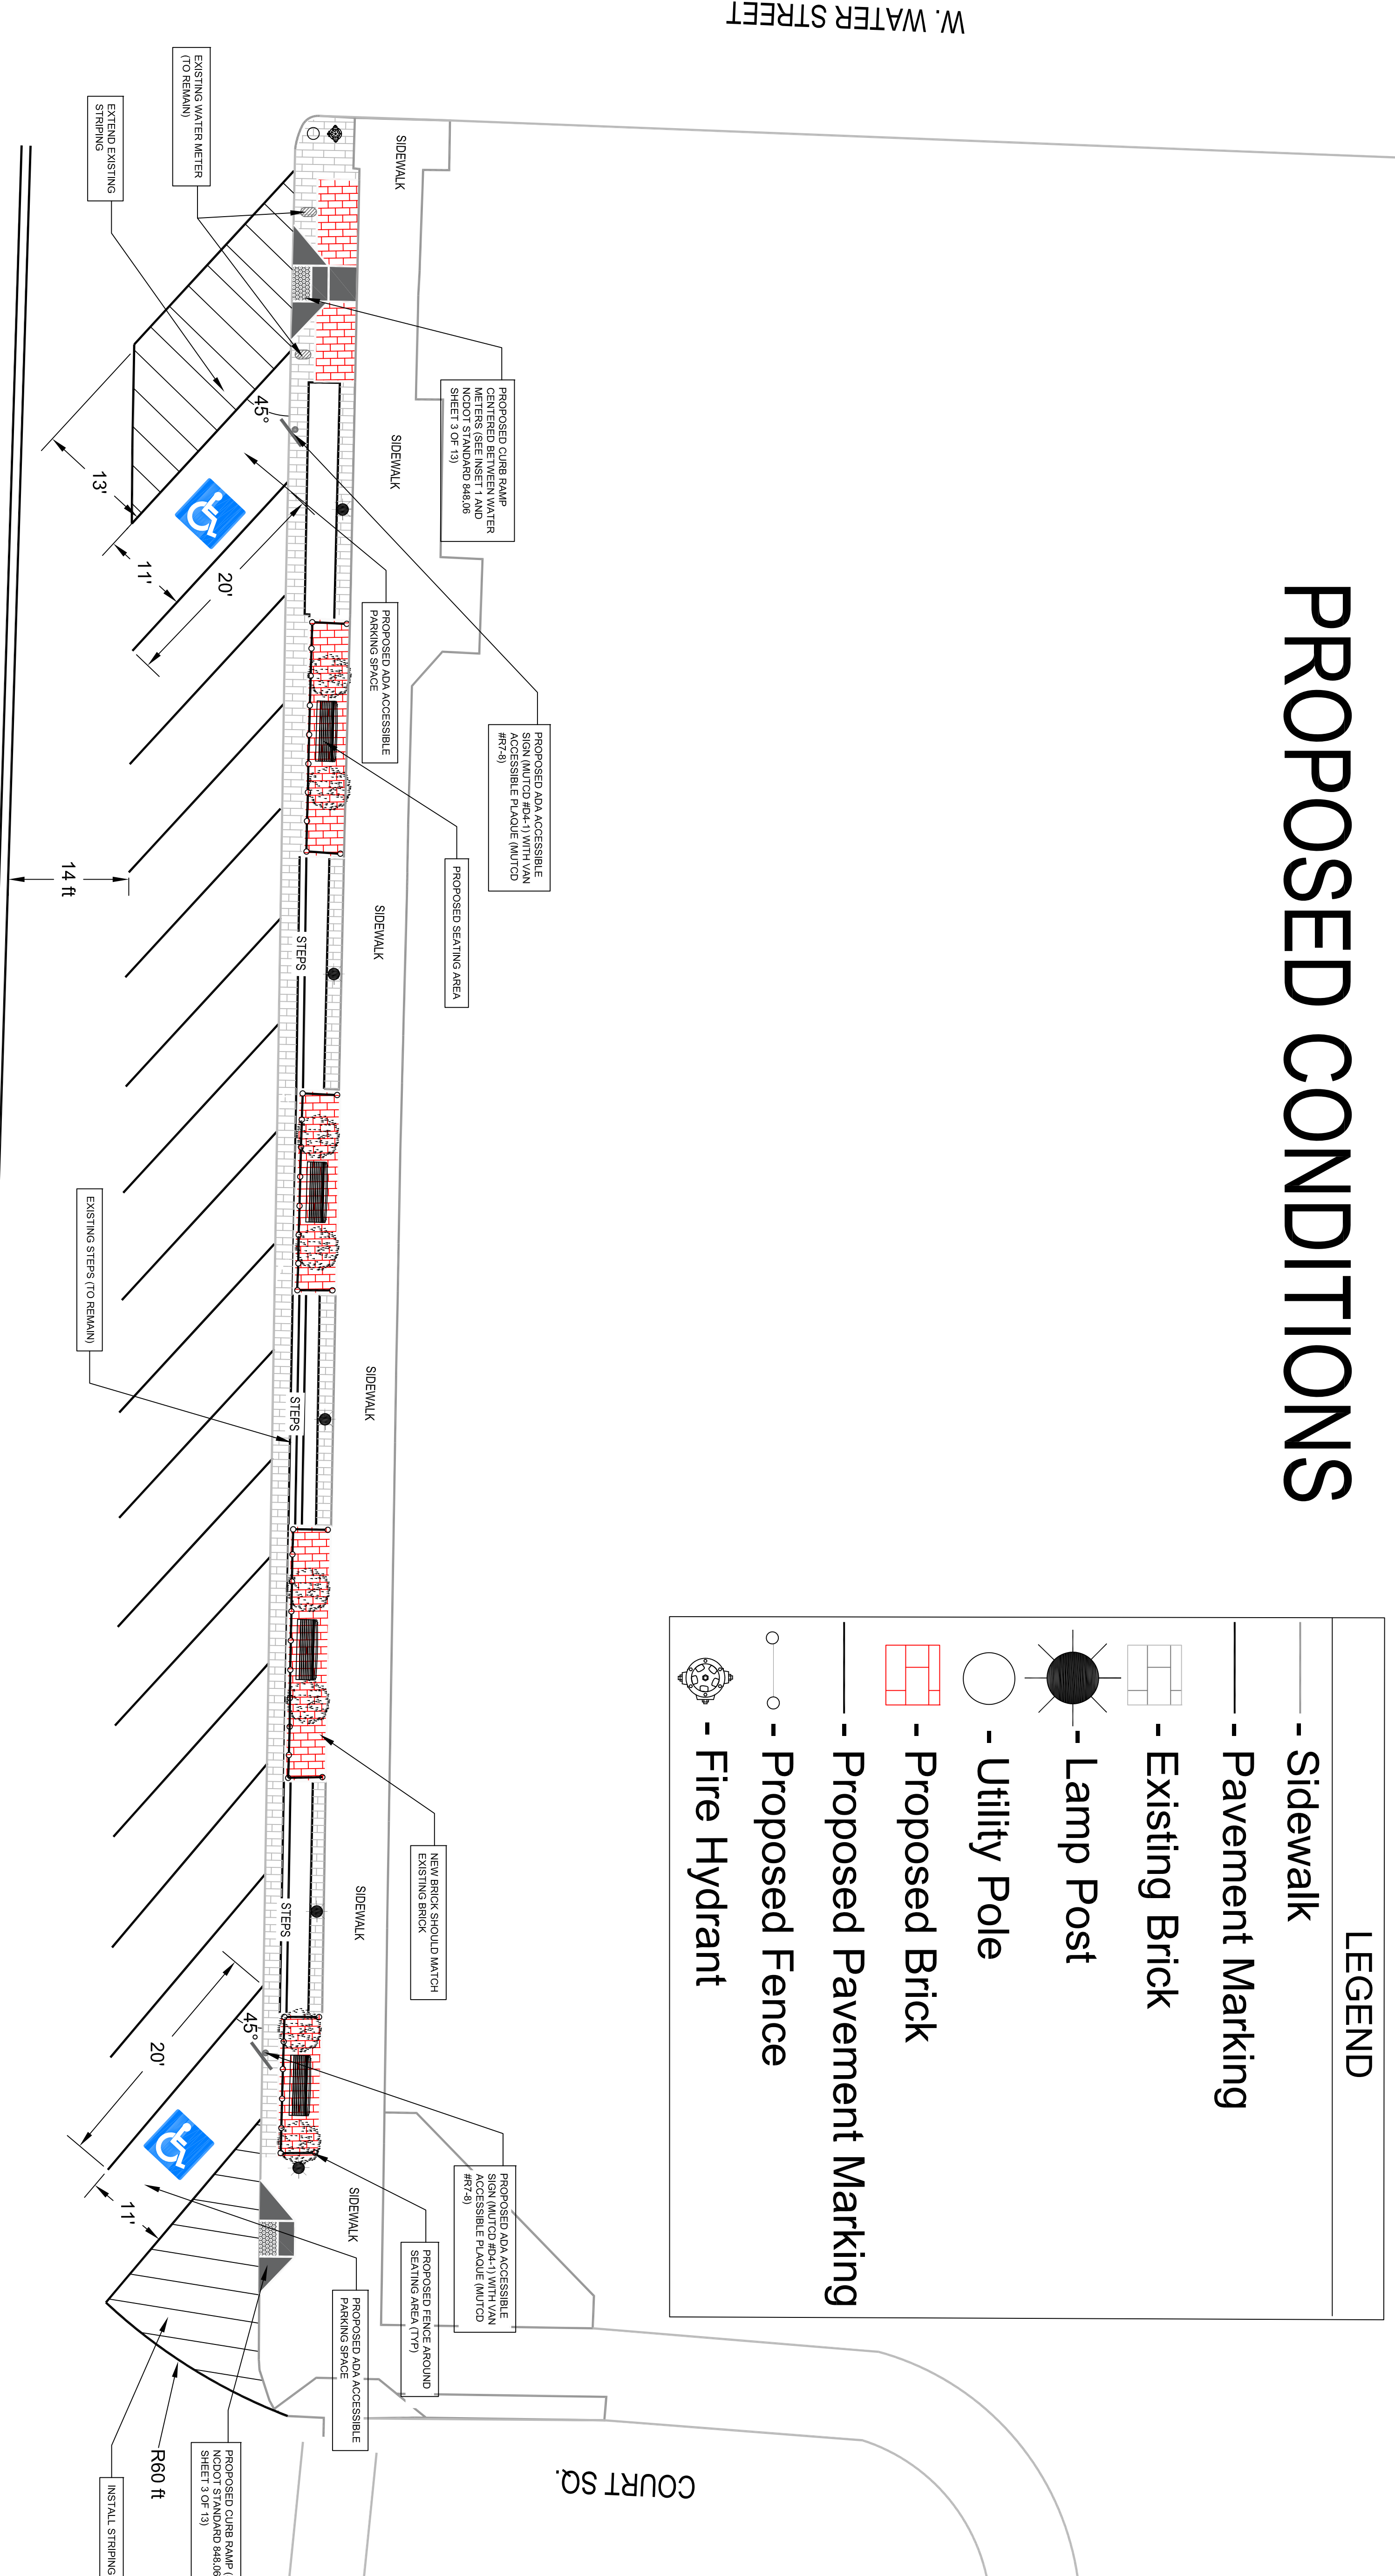 W. WATER STREET
PROPOSED CONDITIONS
LEGEND
- Sidewalk
- Pavement Marking
- Existing Brick
- Lamp Post
- Utility Pole
- Proposed Brick
- Proposed Pavement Marking
- Proposed Fence
- Fire Hydrant
COURT SQ.
SIDEWALK
SIDEWALK
SIDEWALK
SIDEWALK
SIDEWALK
SIDEWALK
PROPOSED CURB RAMP
CENTERED BETWEEN WATER
METERS (SEE INSET 1 AND
NCDOT STANDARD 848.06
SHEET 3 OF 13)
PROPOSED ADA ACCESSIBLE
SIGN (MUTCD #D4-1) WITH VAN
ACCESSIBLE PLAQUE (MUTCD
#R7-8)
PROPOSED SEATING AREA
PROPOSED ADA ACCESSIBLE
PARKING SPACE
NEW BRICK SHOULD MATCH
EXISTING BRICK
PROPOSED ADA ACCESSIBLE
SIGN (MUTCD #D4-1) WITH VAN
ACCESSIBLE PLAQUE (MUTCD
#R7-8)
PROPOSED FENCE AROUND
SEATING AREA (TYP)
PROPOSED ADA ACCESSIBLE
PARKING SPACE
STEPS
STEPS
STEPS
45°
45°
20'
20'
11'
11'
13'
14 ft
R60 ft
EXISTING WATER METER
(TO REMAIN)
EXTEND EXISTING
STRIPING
EXISTING STEPS (TO REMAIN)
PROPOSED CURB RAMP (
NCDOT STANDARD 848.06
SHEET 3 OF 13)
INSTALL STRIPING